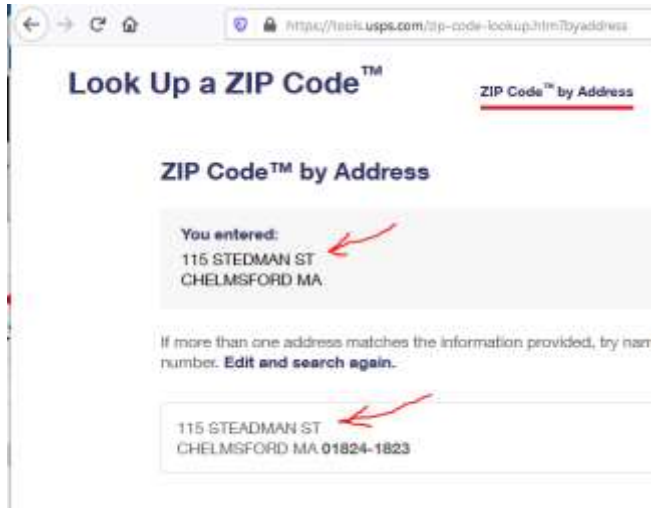 https://tools.usps.com/zip-code-lookup.htm?byaddress
Look Up a ZIP Code™
ZIP Code™ by Address
ZIP Code™ by Address
You entered:
115 STEDMAN ST
CHELMSFORD MA
If more than one address matches the information provided, try nar
number. Edit and search again.
115 STEADMAN ST
CHELMSFORD MA 01824-1823